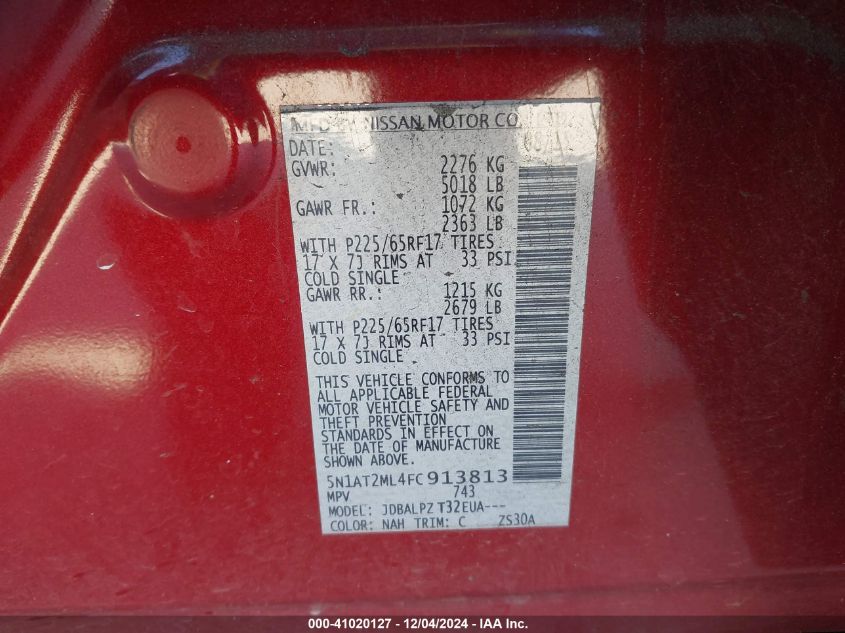 MFD BY NISSAN MOTOR CO.
DATE:
GVWR: 2276 KG
5018 LB
GAWR FR.: 1072 KG
2363 LB
WITH P225/65RF17 TIRES
17 X 7J RIMS AT 33 PSI
COLD SINGLE
GAWR RR.: 1215 KG
2679 LB
WITH P225/65RF17 TIRES
17 X 7J RIMS AT 33 PSI
COLD SINGLE
THIS VEHICLE CONFORMS TO
ALL APPLICABLE FEDERAL
MOTOR VEHICLE SAFETY AND
THEFT PREVENTION
STANDARDS IN EFFECT ON
THE DATE OF MANUFACTURE
SHOWN ABOVE.
5N1AT2ML4FC913813
MPV 743
MODEL: JDBALPZ T32EUA---
COLOR: NAH TRIM: C ZS30A
000-41020127 - 12/04/2024 - IAA Inc.